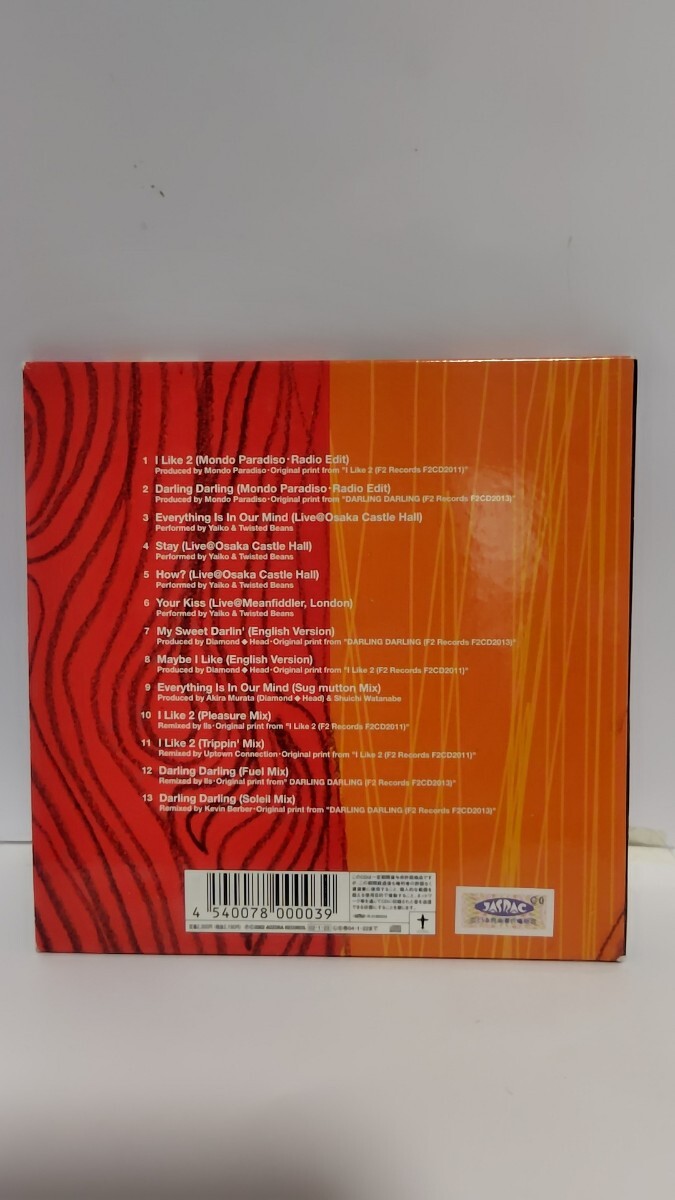 1 I Like 2 (Mondo Paradiso・Radio Edit)
Produced by Mondo Paradiso・Original print from "I Like 2 (F2 Records F2CD2011)"
2 Darling Darling (Mondo Paradiso・Radio Edit)
Produced by Mondo Paradiso・Original print from "DARLING DARLING (F2 Records F2CD2013)"
3 Everything Is In Our Mind (Live@Osaka Castle Hall)
Performed by Yaiko & Twisted Beans
4 Stay (Live@Osaka Castle Hall)
Performed by Yaiko & Twisted Beans
5 How? (Live@Osaka Castle Hall)
Performed by Yaiko & Twisted Beans
6 Your Kiss (Live@Meanfiddler, London)
Performed by Yaiko & Twisted Beans
7 My Sweet Darlin' (English Version)
Produced by Diamond◆Head・Original print from "DARLING DARLING (F2 Records F2CD2013)"
8 Maybe I Like (English Version)
Produced by Diamond◆Head・Original print from "I Like 2 (F2 Records F2CD2011)"
9 Everything Is In Our Mind (Sug mutton Mix)
Produced by Akira Murata (Diamond◆Head) & Shuichi Watanabe
10 I Like 2 (Pleasure Mix)
Remixed by Ils・Original print from "I Like 2 (F2 Records F2CD2011)"
11 I Like 2 (Trippin' Mix)
Remixed by Uptown Connection・Original print from "I Like 2 (F2 Records F2CD2011)"
12 Darling Darling (Fuel Mix)
Remixed by Ils・Original print from" DARLING DARLING (F2 Records F2CD2013)"
13 Darling Darling (Soleil Mix)
Remixed by Kevin Berber・Original print from "DARLING DARLING (F2 Records F2CD2013)"
4 540078 000039
JASRAC